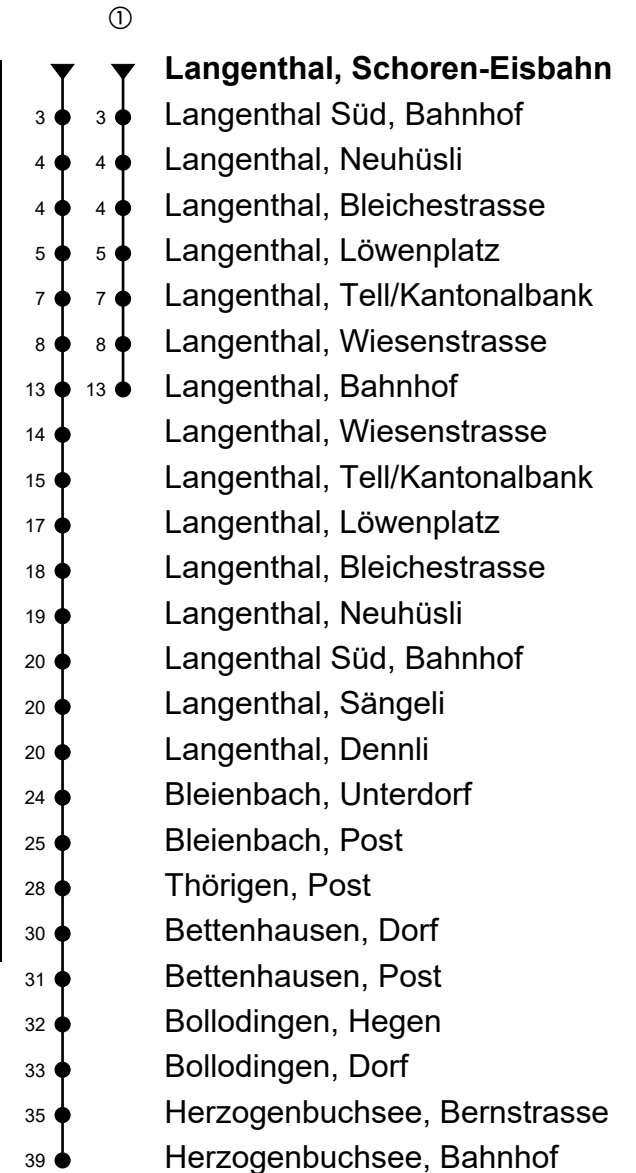 ①
Langenthal, Schoren-Eisbahn
3 3 Langenthal Süd, Bahnhof
4 4 Langenthal, Neuhüsli
4 4 Langenthal, Bleichestrasse
5 5 Langenthal, Löwenplatz
7 7 Langenthal, Tell/Kantonalbank
8 8 Langenthal, Wiesenstrasse
13 13 Langenthal, Bahnhof
14 Langenthal, Wiesenstrasse
15 Langenthal, Tell/Kantonalbank
17 Langenthal, Löwenplatz
18 Langenthal, Bleichestrasse
19 Langenthal, Neuhüsli
20 Langenthal Süd, Bahnhof
20 Langenthal, Sängeli
20 Langenthal, Dennli
24 Bleienbach, Unterdorf
25 Bleienbach, Post
28 Thörigen, Post
30 Bettenhausen, Dorf
31 Bettenhausen, Post
32 Bollodingen, Hegen
33 Bollodingen, Dorf
35 Herzogenbuchsee, Bernstrasse
39 Herzogenbuchsee, Bahnhof